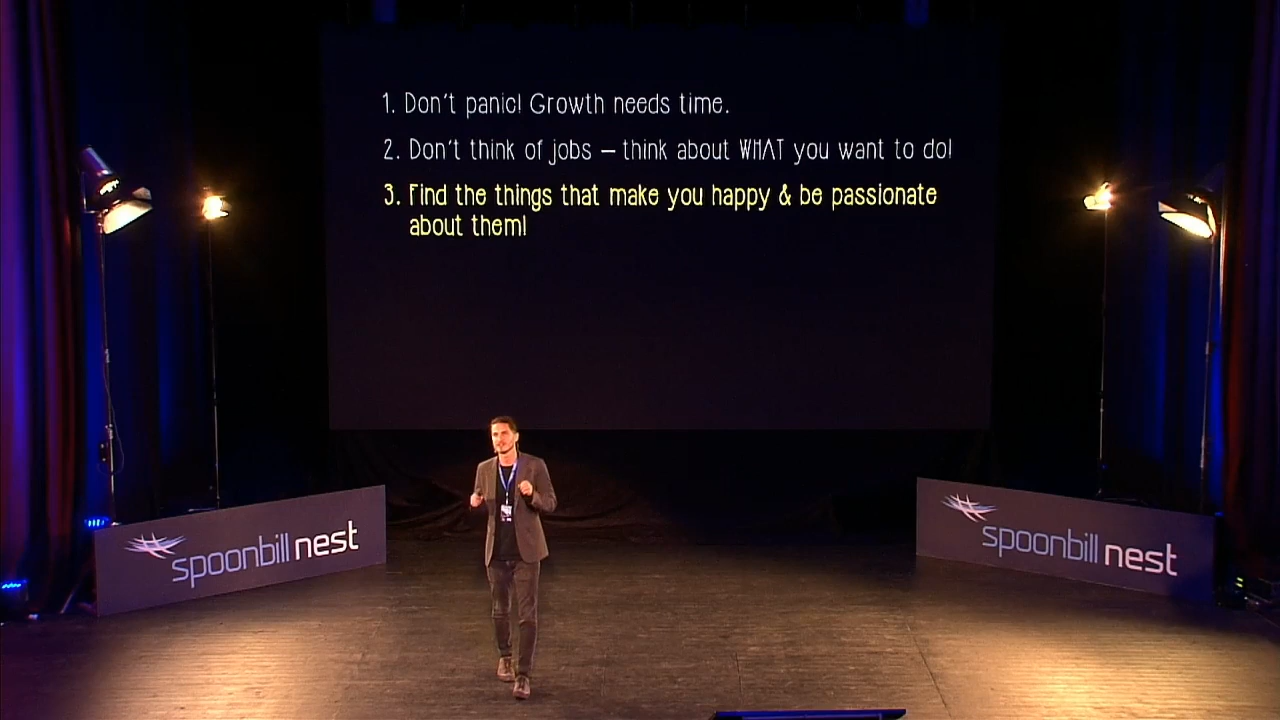 1. Don't panic! Growth needs time.
2. Don't think of jobs – think about WHAT you want to do!
3. Find the things that make you happy & be passionate
about them!
spoonbill nest
spoonbill nest